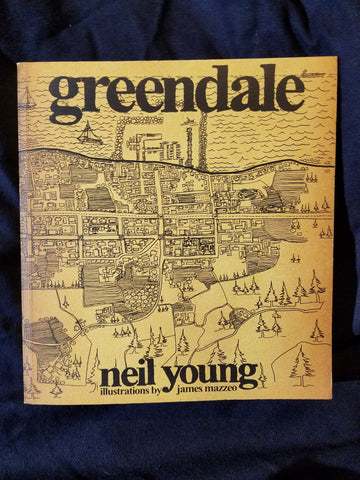 greendale
neil young
illustrations by james mazzeo